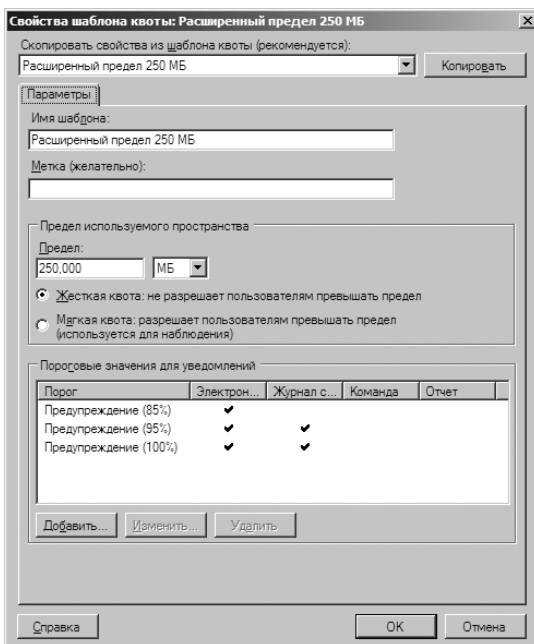 Свойства шаблона квоты: Расширенный предел 250 МБ
Скопировать свойства из шаблона квоты (рекомендуется):
Расширенный предел 250 МБ
Копировать
Параметры
Имя шаблона:
Расширенный предел 250 МБ
Метка (желательно):
Предел используемого пространства
Предел:
250,000 МБ
Жесткая квота: не разрешает пользователям превышать предел
Мягкая квота: разрешает пользователям превышать предел
(используется для наблюдения)
Пороговые значения для уведомлений
Порог Электрон... Журнал с... Команда Отчет
Предупреждение (85%)
Предупреждение (95%)
Предупреждение (100%)
Добавить... Изменить... Удалить
Справка OK Отмена